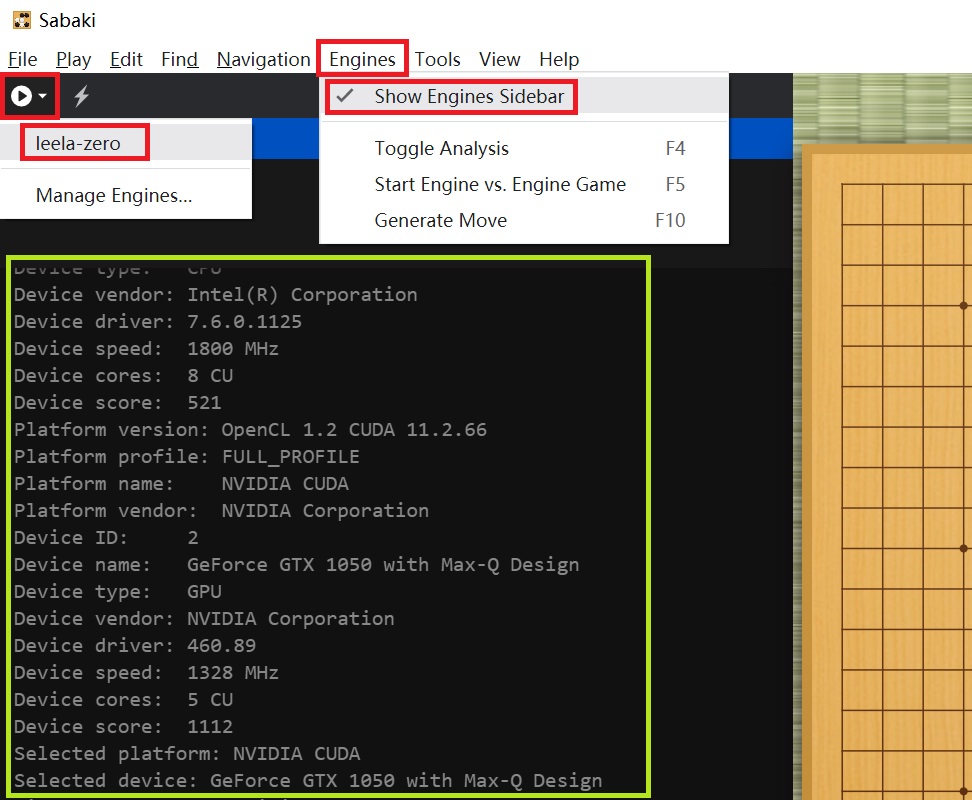 Sabaki
File Play Edit Find Navigation Engines Tools View Help
Show Engines Sidebar
leela-zero
Manage Engines...
Toggle Analysis F4
Start Engine vs. Engine Game F5
Generate Move F10
Device type: CPU
Device vendor: Intel(R) Corporation
Device driver: 7.6.0.1125
Device speed: 1800 MHz
Device cores: 8 CU
Device score: 521
Platform version: OpenCL 1.2 CUDA 11.2.66
Platform profile: FULL_PROFILE
Platform name: NVIDIA CUDA
Platform vendor: NVIDIA Corporation
Device ID: 2
Device name: GeForce GTX 1050 with Max-Q Design
Device type: GPU
Device vendor: NVIDIA Corporation
Device driver: 460.89
Device speed: 1328 MHz
Device cores: 5 CU
Device score: 1112
Selected platform: NVIDIA CUDA
Selected device: GeForce GTX 1050 with Max-Q Design